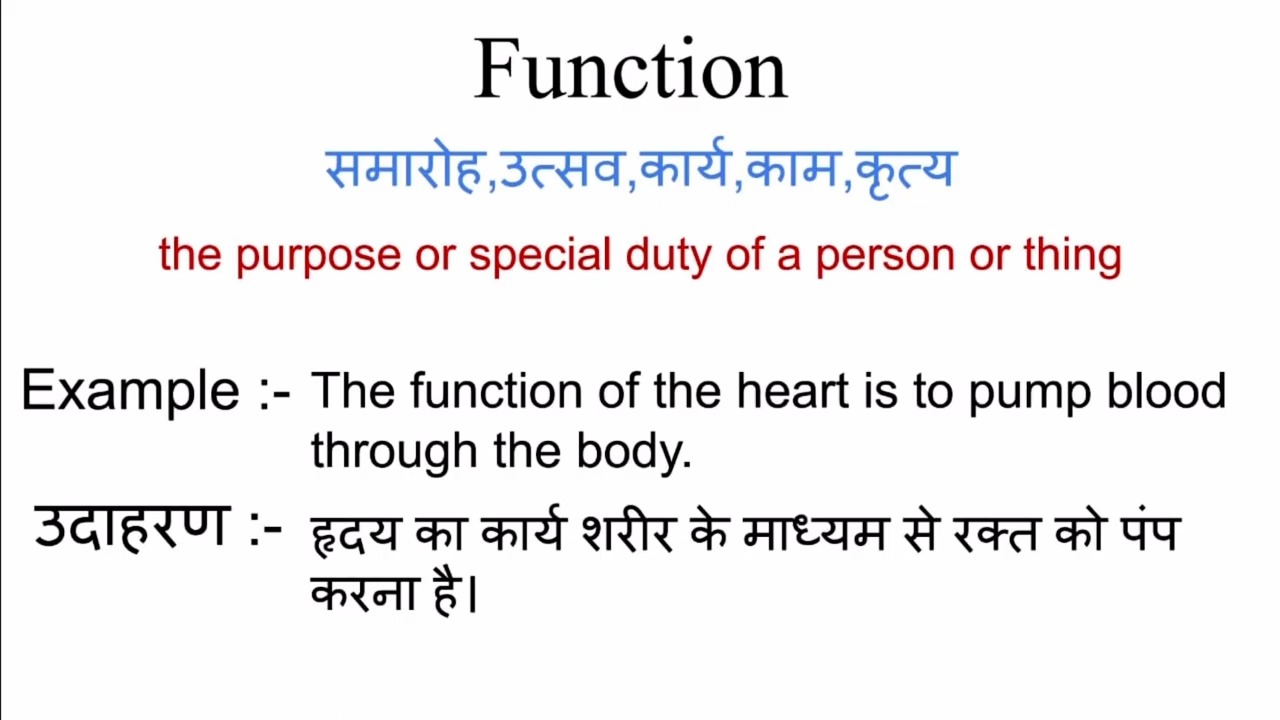 Function
समारोह,उत्सव,कार्य,काम,कृत्य
the purpose or special duty of a person or thing
Example :- The function of the heart is to pump blood
through the body.
उदाहरण :- हृदय का कार्य शरीर के माध्यम से रक्त को पंप
करना है।